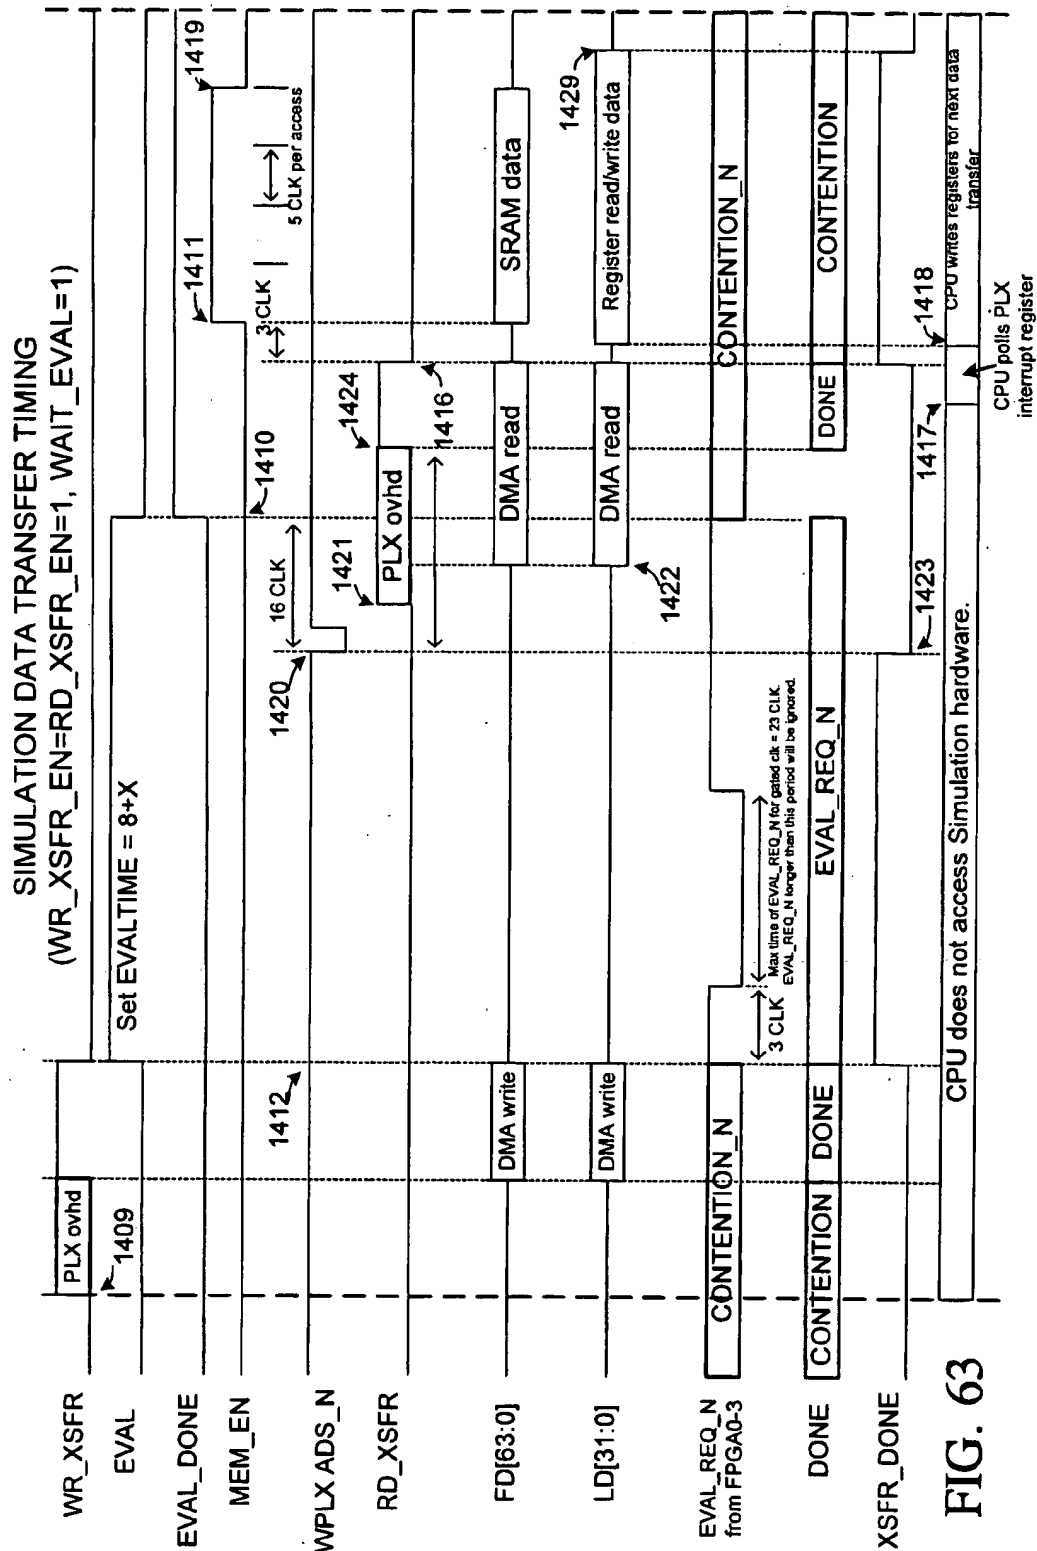 SIMULATION DATA TRANSFER TIMING
(WR_XSFR_EN=RD_XSFR_EN=1, WAIT_EVAL=1)
WR_XSFR
PLX ovhd
1409
EVAL
Set EVALTIME = 8+X
EVAL_DONE
MEM_EN
1410
1411
1419
3 CLK
5 CLK per access
WPLX ADS_N
1412
1420
16 CLK
RD_XSFR
1421
PLX ovhd
1424
1416
FD[63:0]
DMA write
DMA read
SRAM data
LD[31:0]
DMA write
1422
DMA read
Register read/write data
1429
EVAL_REQ_N
from FPGA0-3
CONTENTION_N
3 CLK
Max time of EVAL_REQ_N for gated clk = 23 CLK.
EVAL_REQ_N longer than this period will be ignored.
CONTENTION_N
DONE
CONTENTION
DONE
EVAL_REQ_N
DONE
CONTENTION
XSFR_DONE
1423
1417
1418
CPU does not access Simulation hardware.
CPU writes registers for next data
transfer
CPU polls PLX
interrupt register
FIG. 63